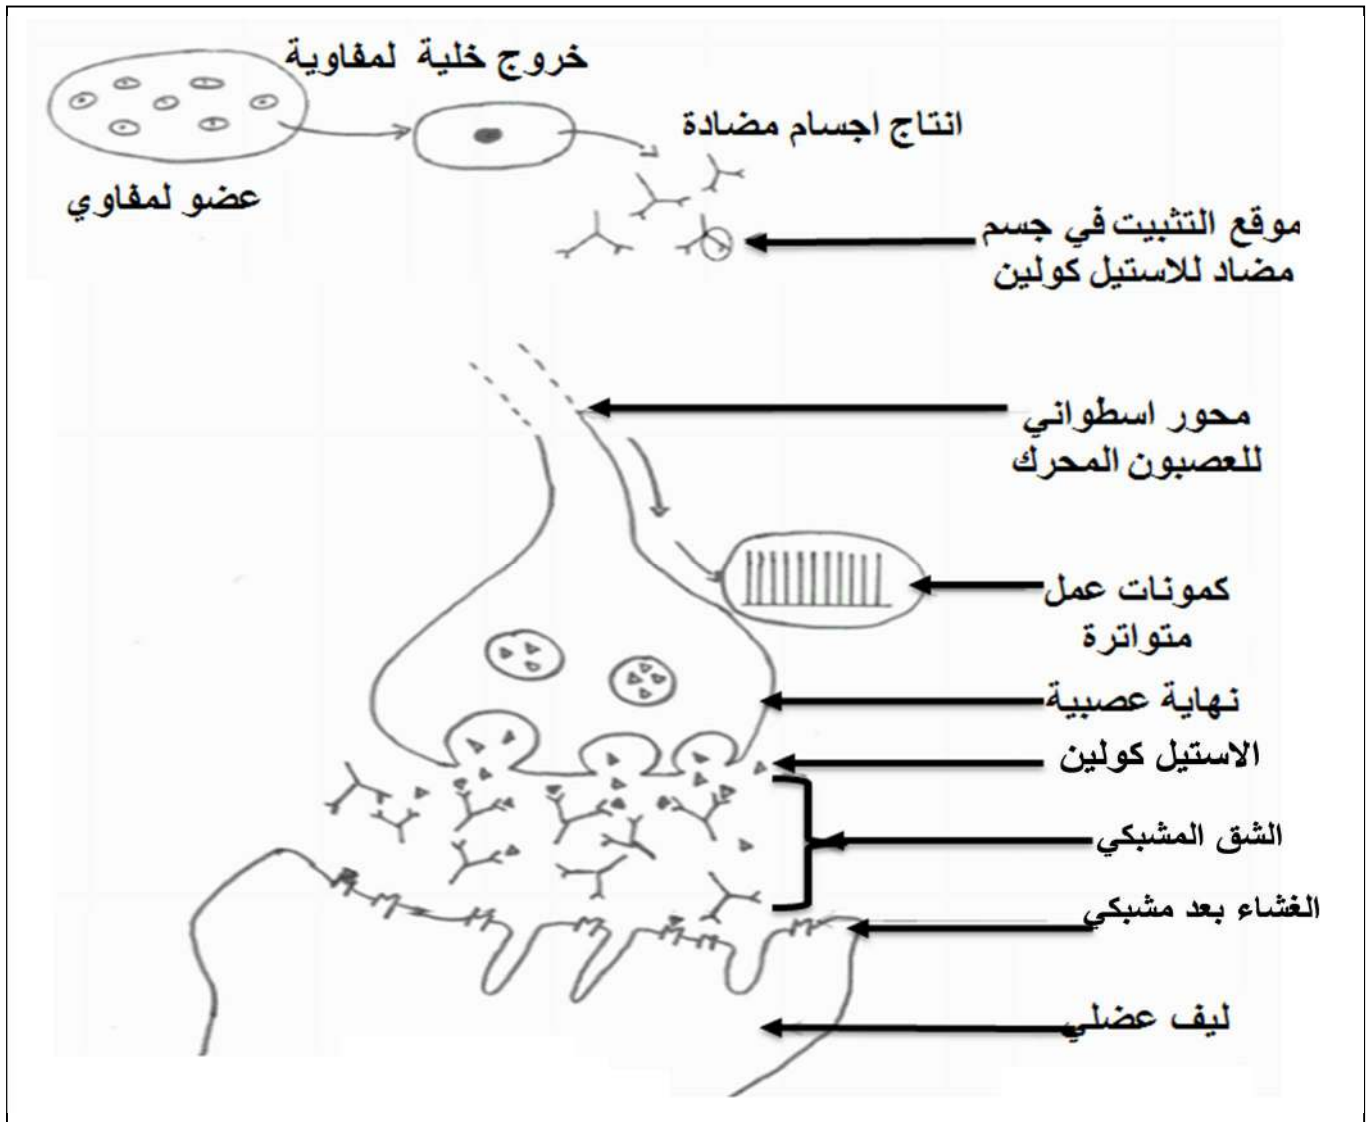 خروج خلية لمفاوية
انتاج اجسام مضادة
عضو لمفاوي
موقع التثبيت في جسم
مضاد للاستيل كولين
محور اسطواني
للعصبون المحرك
كمونات عمل
متواترة
نهاية عصبية
الاستيل كولين
الشق المشبكي
الغشاء بعد مشبكي
ليف عضلي